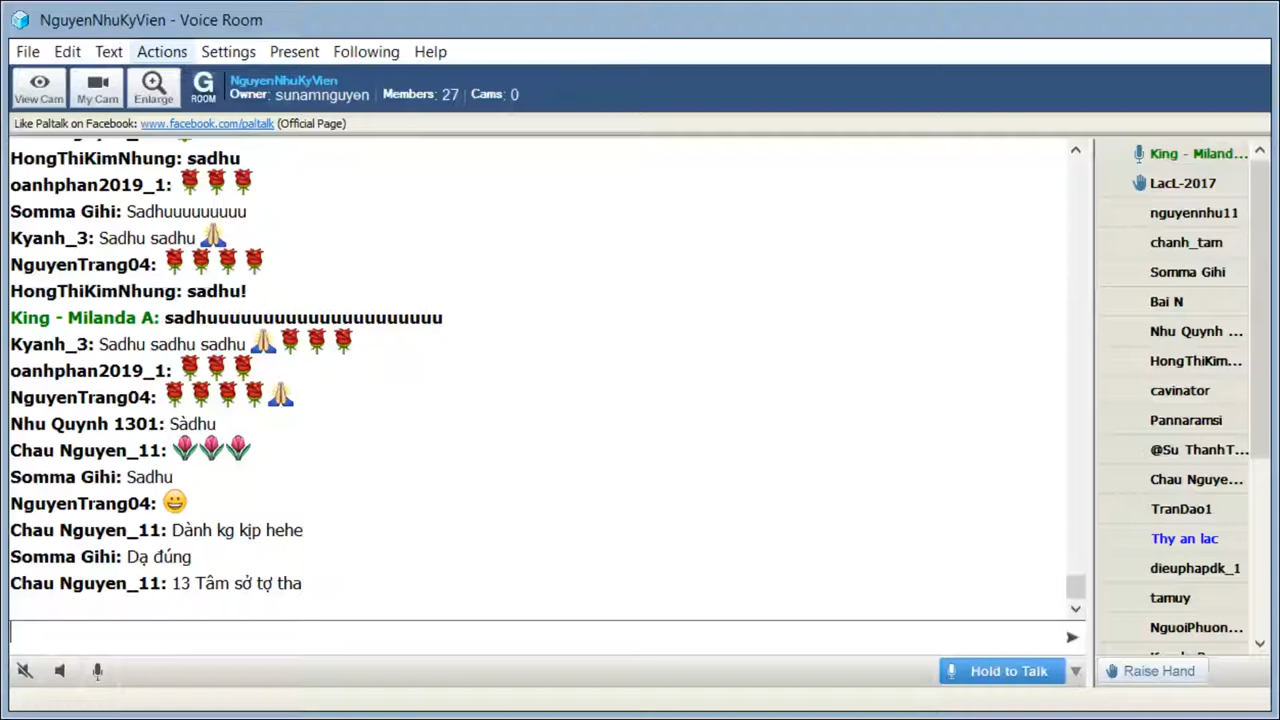 NguyenNhuKyVien - Voice Room
File Edit Text Actions Settings Present Following Help
View Cam My Cam Enlarge G ROOM
NguyenNhuKyVien
Owner: sunamnguyen Members: 27 Cams: 0
Like Paltalk on Facebook: www.facebook.com/paltalk (Official Page)
HongThiKimNhung: sadhu
oanhphan2019_1:
Somma Gihi: Sadhuuuuuuuuu
Kyanh_3: Sadhu sadhu
NguyenTrang04:
HongThiKimNhung: sadhu!
King - Milanda A: sadhuuuuuuuuuuuuuuuuuuuuu
Kyanh_3: Sadhu sadhu sadhu
oanhphan2019_1:
NguyenTrang04:
Nhu Quynh 1301: Sàdhu
Chau Nguyen_11:
Somma Gihi: Sadhu
NguyenTrang04:
Chau Nguyen_11: Dành kg kịp hehe
Somma Gihi: Dạ đúng
Chau Nguyen_11: 13 Tâm sở tợ tha
King - Miland...
LacL-2017
nguyennhu11
chanh_tam
Somma Gihi
Bai N
Nhu Quynh ...
HongThiKim...
cavinator
Pannaramsi
@Su ThanhT...
Chau Nguye...
TranDao1
Thy an lac
dieuphapdk_1
tamuy
NguoiPhuon...
Hold to Talk
Raise Hand